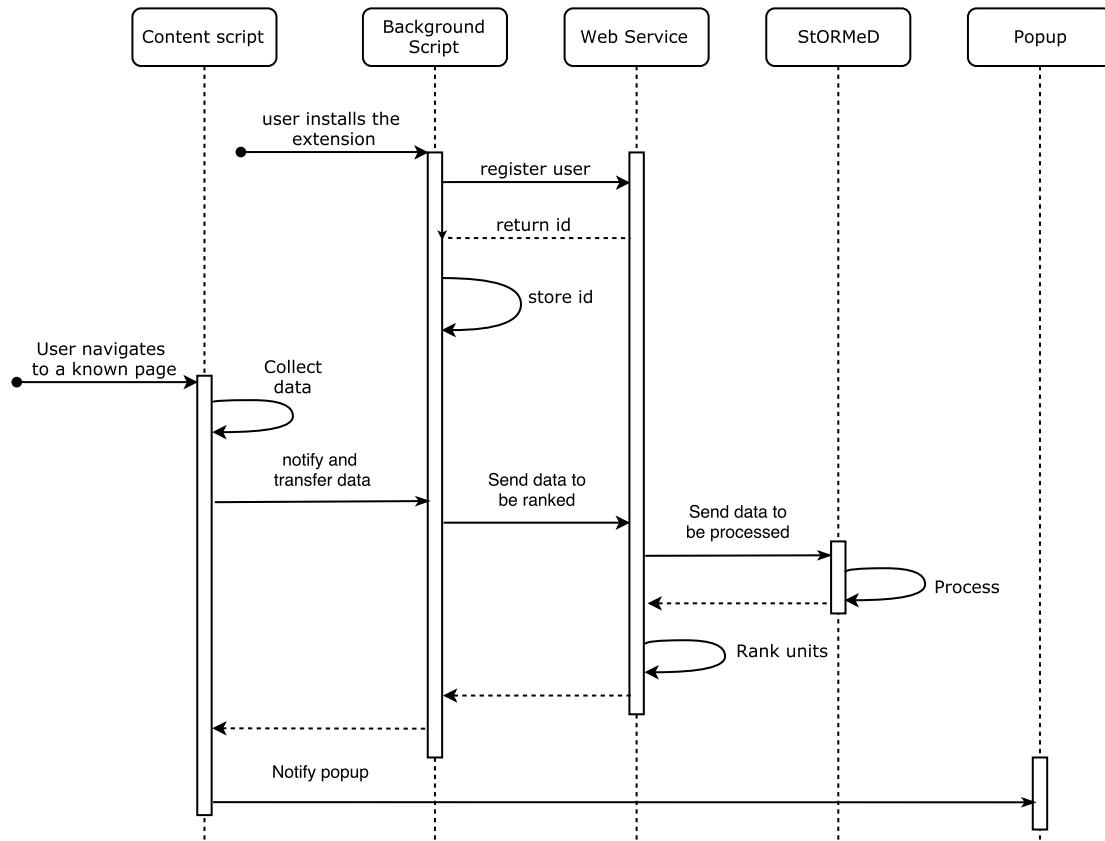 Content script
Background
Script
Web Service
StORMeD
Popup
user installs the
extension
register user
return id
store id
User navigates
to a known page
Collect
data
notify and
transfer data
Send data to
be ranked
Send data to
be processed
Process
Rank units
Notify popup